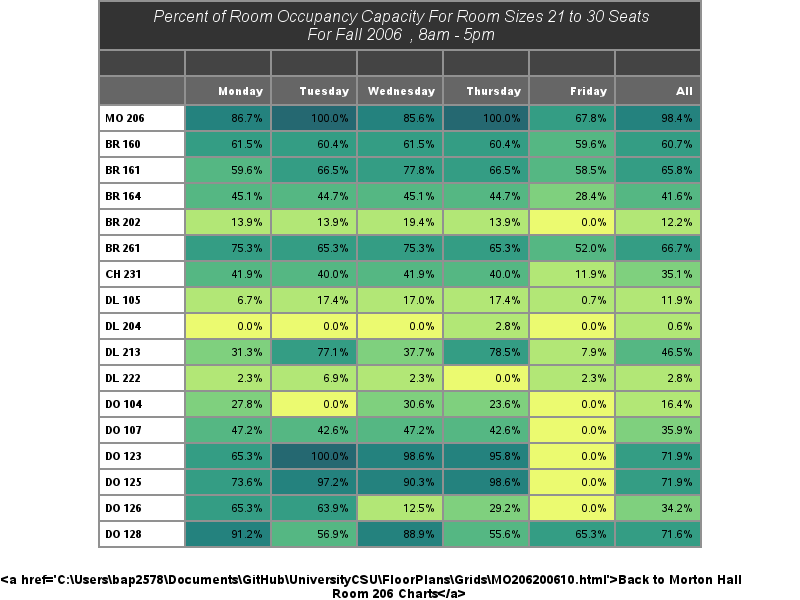 Percent of Room Occupancy Capacity For Room Sizes 21 to 30 Seats
For Fall 2006 , 8am - 5pm
Monday Tuesday Wednesday Thursday Friday All
MO 206 86.7% 100.0% 85.6% 100.0% 67.8% 98.4%
BR 160 61.5% 60.4% 61.5% 60.4% 59.6% 60.7%
BR 161 59.6% 66.5% 77.8% 66.5% 58.5% 65.8%
BR 164 45.1% 44.7% 45.1% 44.7% 28.4% 41.6%
BR 202 13.9% 13.9% 19.4% 13.9% 0.0% 12.2%
BR 261 75.3% 65.3% 75.3% 65.3% 52.0% 66.7%
CH 231 41.9% 40.0% 41.9% 40.0% 11.9% 35.1%
DL 105 6.7% 17.4% 17.0% 17.4% 0.7% 11.9%
DL 204 0.0% 0.0% 0.0% 2.8% 0.0% 0.6%
DL 213 31.3% 77.1% 37.7% 78.5% 7.9% 46.5%
DL 222 2.3% 6.9% 2.3% 0.0% 2.3% 2.8%
DO 104 27.8% 0.0% 30.6% 23.6% 0.0% 16.4%
DO 107 47.2% 42.6% 47.2% 42.6% 0.0% 35.9%
DO 123 65.3% 100.0% 98.6% 95.8% 0.0% 71.9%
DO 125 73.6% 97.2% 90.3% 98.6% 0.0% 71.9%
DO 126 65.3% 63.9% 12.5% 29.2% 0.0% 34.2%
DO 128 91.2% 56.9% 88.9% 55.6% 65.3% 71.6%
<a href='C:\Users\bap2578\Documents\GitHub\UniversityCSU\FloorPlans\Grids\MO206200610.html'>Back to Morton Hall
Room 206 Charts</a>